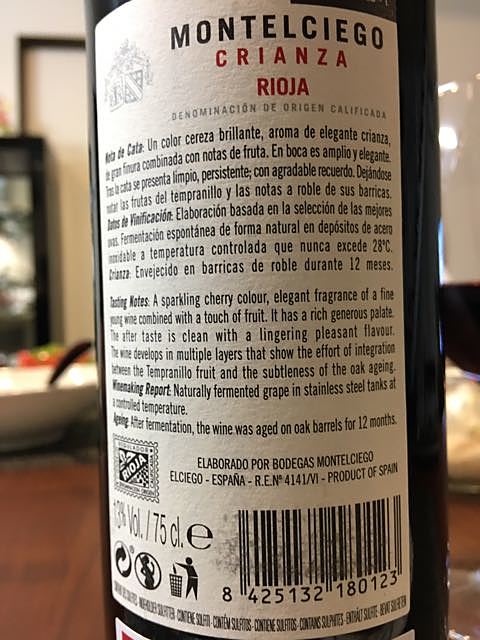 MONTELCIEGO
CRIANZA
RIOJA
DENOMINACIÓN DE ORIGEN CALIFICADA
Nota de Cata: Un color cereza brillante, aroma de elegante crianza,
de gran finura combinada con notas de fruta. En boca es amplio y elegante.
Tras la cata se presenta limpio, persistente; con agradable recuerdo. Dejándose
notar las frutas del tempranillo y las notas a roble de sus barricas.
Datos de Vinificación: Elaboración basada en la selección de las mejores
uvas. Fermentación espontánea de forma natural en depósitos de acero
inoxidable a temperatura controlada que nunca excede 28ºC.
Crianza: Envejecido en barricas de roble durante 12 meses.
Tasting Notes: A sparkling cherry colour, elegant fragrance of a fine
young wine combined with a touch of fruit. It has a rich generous palate.
The after taste is clean with a lingering pleasant flavour.
The wine develops in multiple layers that show the effort of integration
between the Tempranillo fruit and the subtleness of the oak ageing.
Winemaking Report: Naturally fermented grape in stainless steel tanks at
a controlled temperature.
Ageing: After fermentation, the wine was aged on oak barrels for 12 months.
RIOJA
ELABORADO POR BODEGAS MONTELCIEGO
ELCIEGO - ESPAÑA - R.E.Nº 4141/VI - PRODUCT OF SPAIN
13% Vol. / 75 cl. e
8 425132 180123
CONTIENE SULFITOS - CONTAINS SULPHITES - ENTHÄLT SULFITE